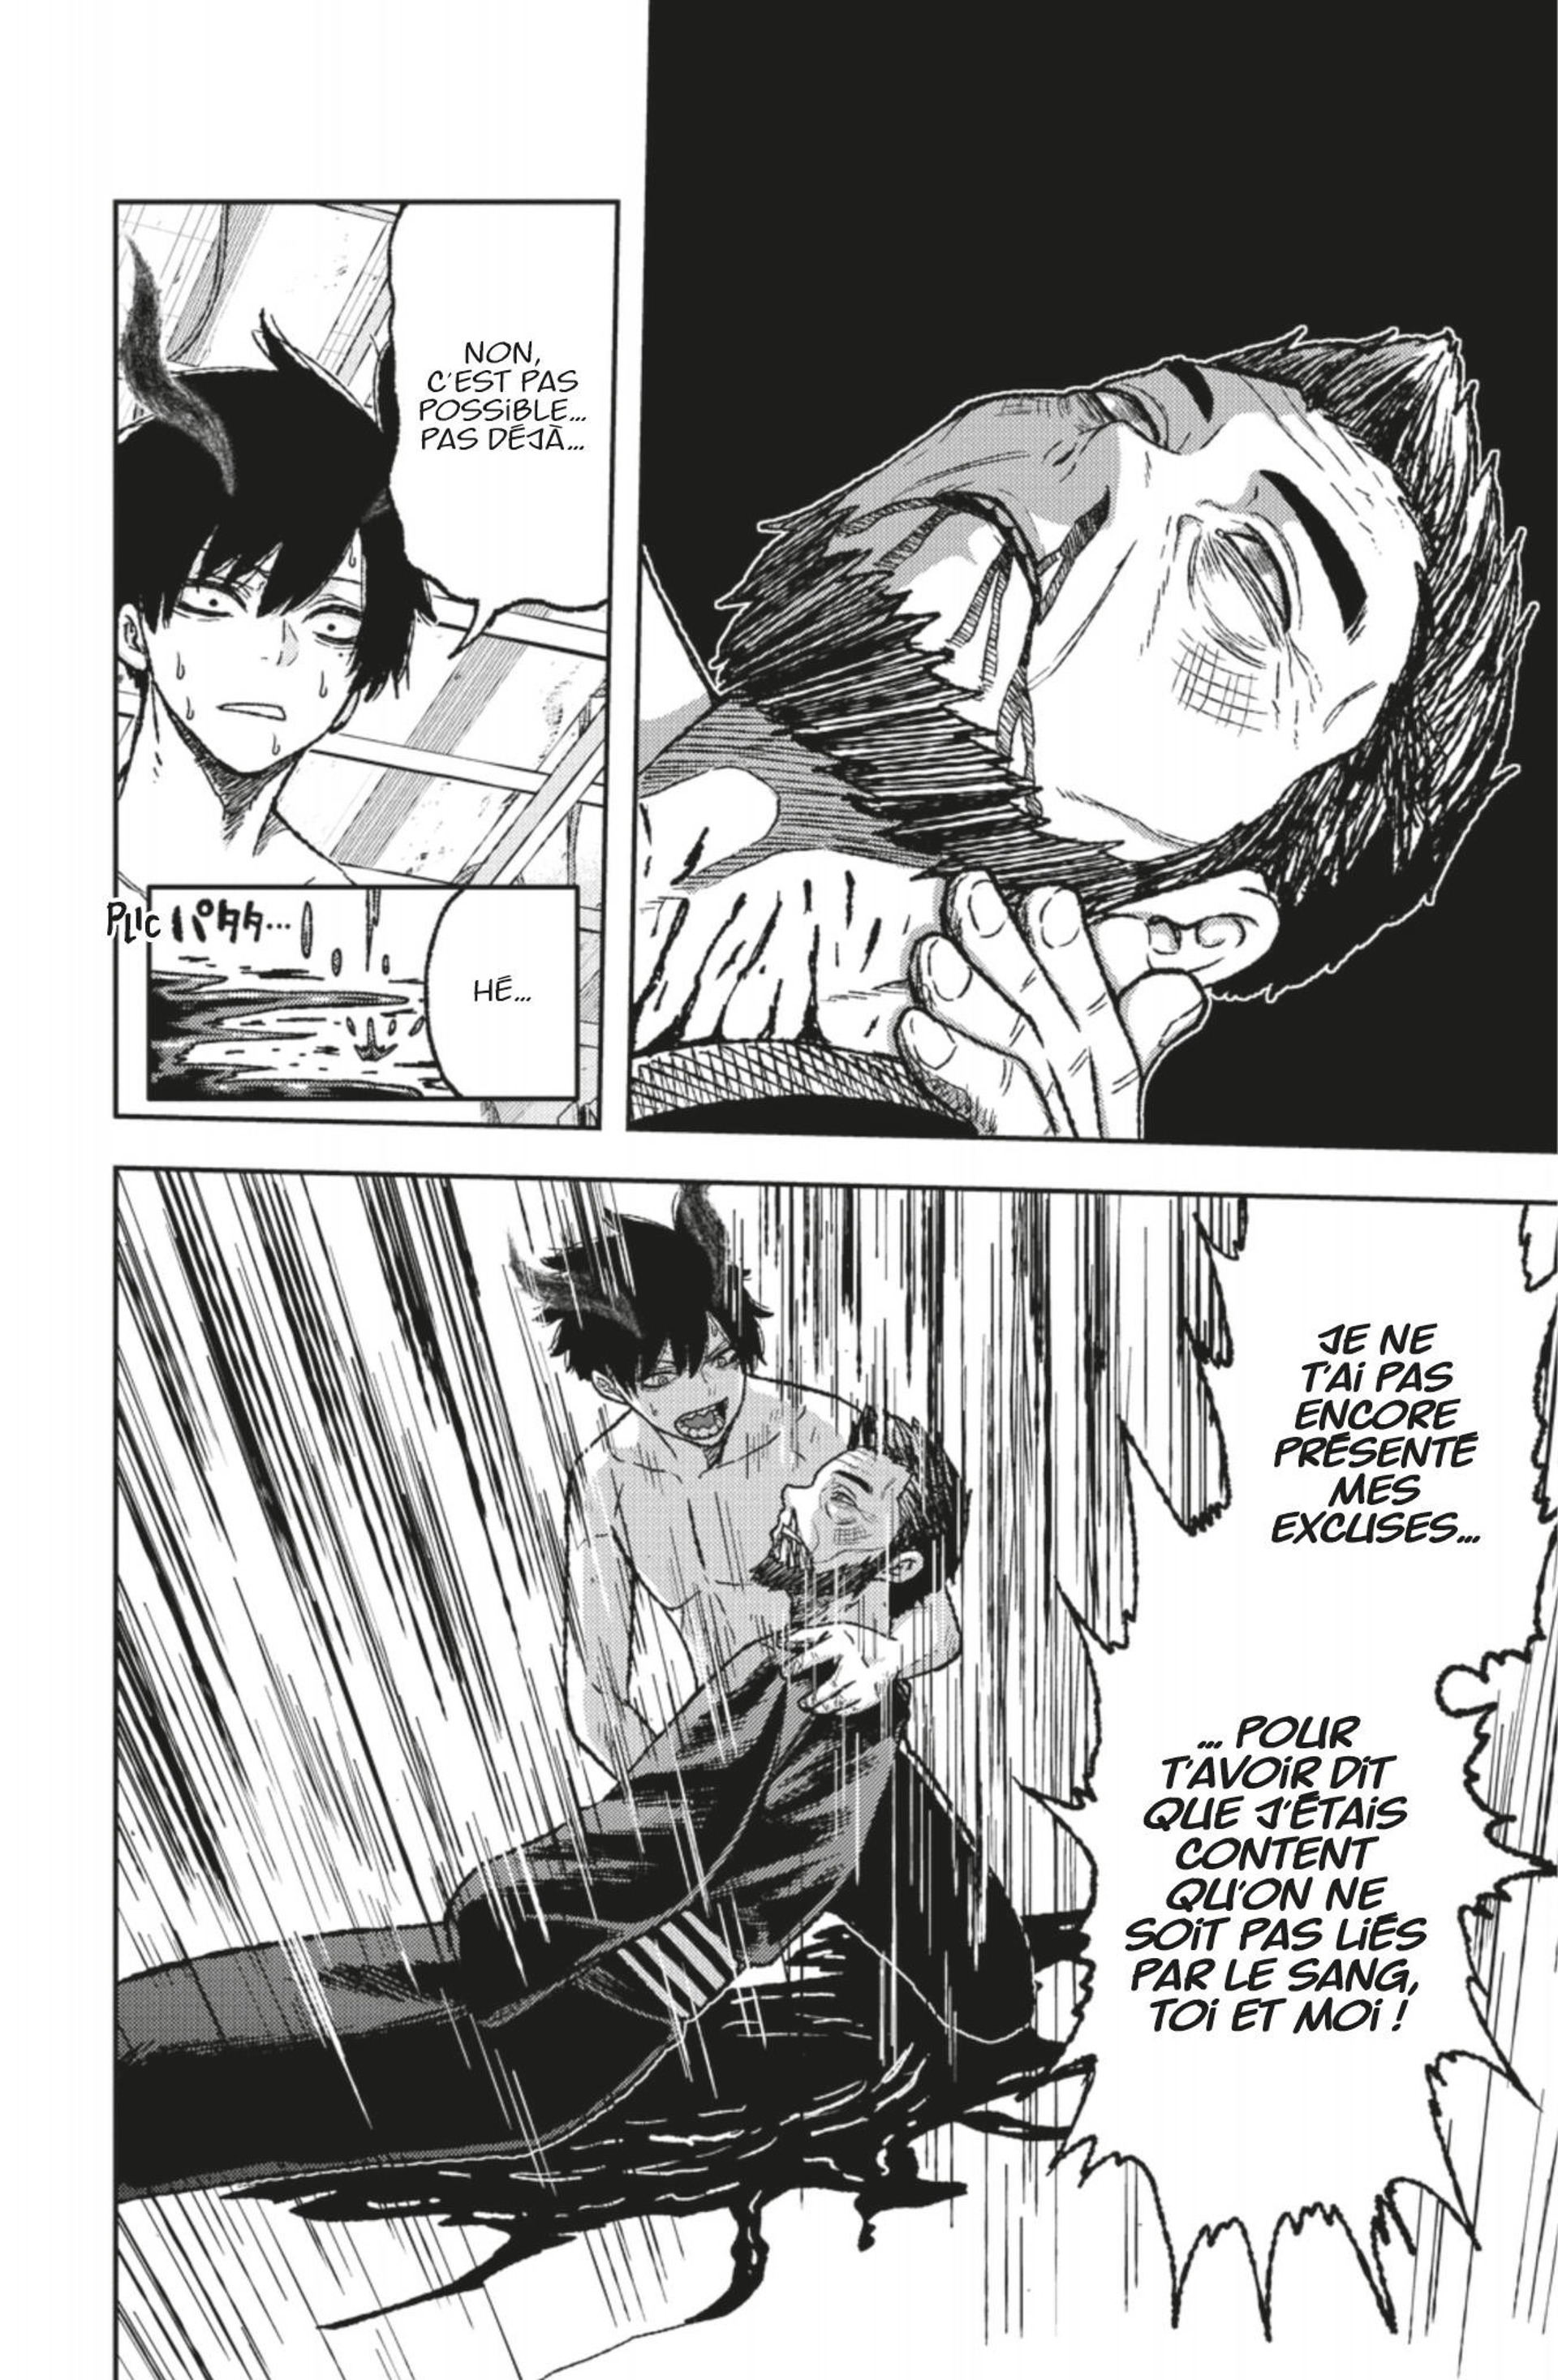 NON,
C'EST PAS
POSSIBLE...
PAS DÉJÀ...
PLIC
パタタ...
HÉ...
JE NE
T'AI PAS
ENCORE
PRÉSENTÉ
MES
EXCUSES...
... POUR
T'AVOIR DIT
QUE J'ÉTAIS
CONTENT
QU'ON NE
SOIT PAS LIÉS
PAR LE SANG,
TOI ET MOI !